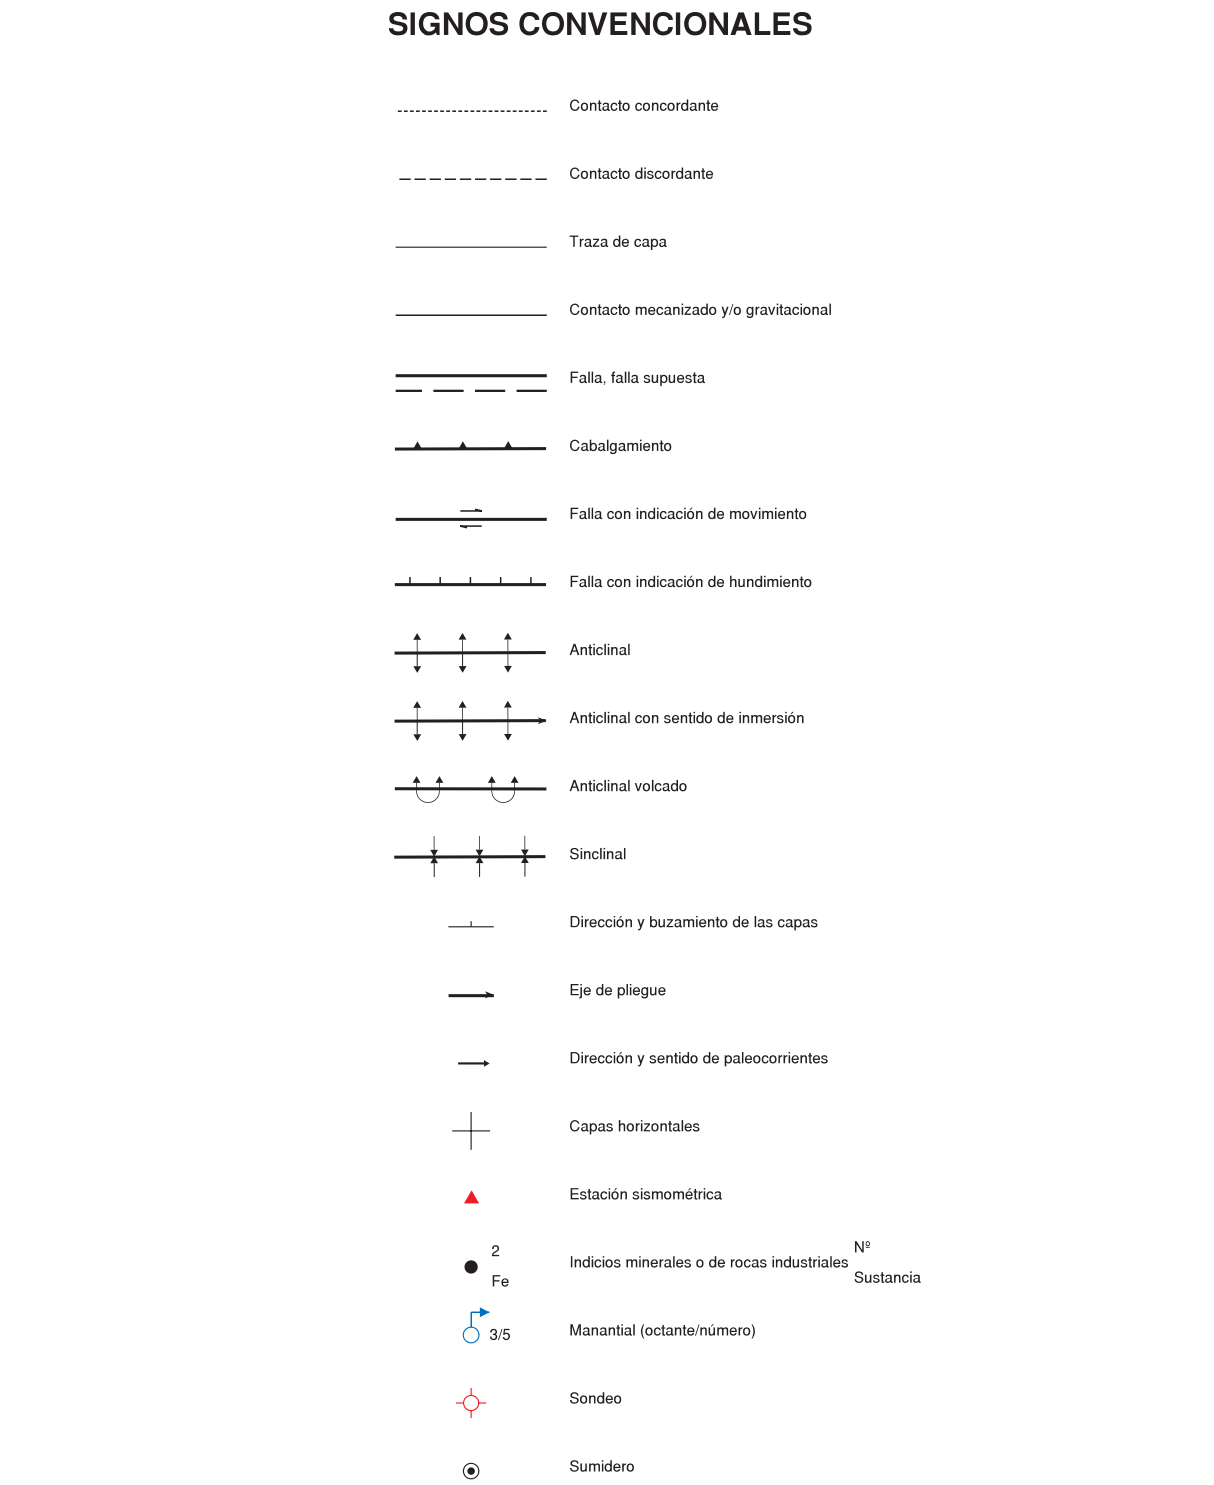 SIGNOS CONVENCIONALES
Contacto concordante
Contacto discordante
Traza de capa
Contacto mecanizado y/o gravitacional
Falla, falla supuesta
Cabalgamiento
Falla con indicación de movimiento
Falla con indicación de hundimiento
Anticlinal
Anticlinal con sentido de inmersión
Anticlinal volcado
Sinclinal
Dirección y buzamiento de las capas
Eje de pliegue
Dirección y sentido de paleocorrientes
Capas horizontales
Estación sismométrica
2
Fe
Indicios minerales o de rocas industriales
Nº
Sustancia
3/5
Manantial (octante/número)
Sondeo
Sumidero